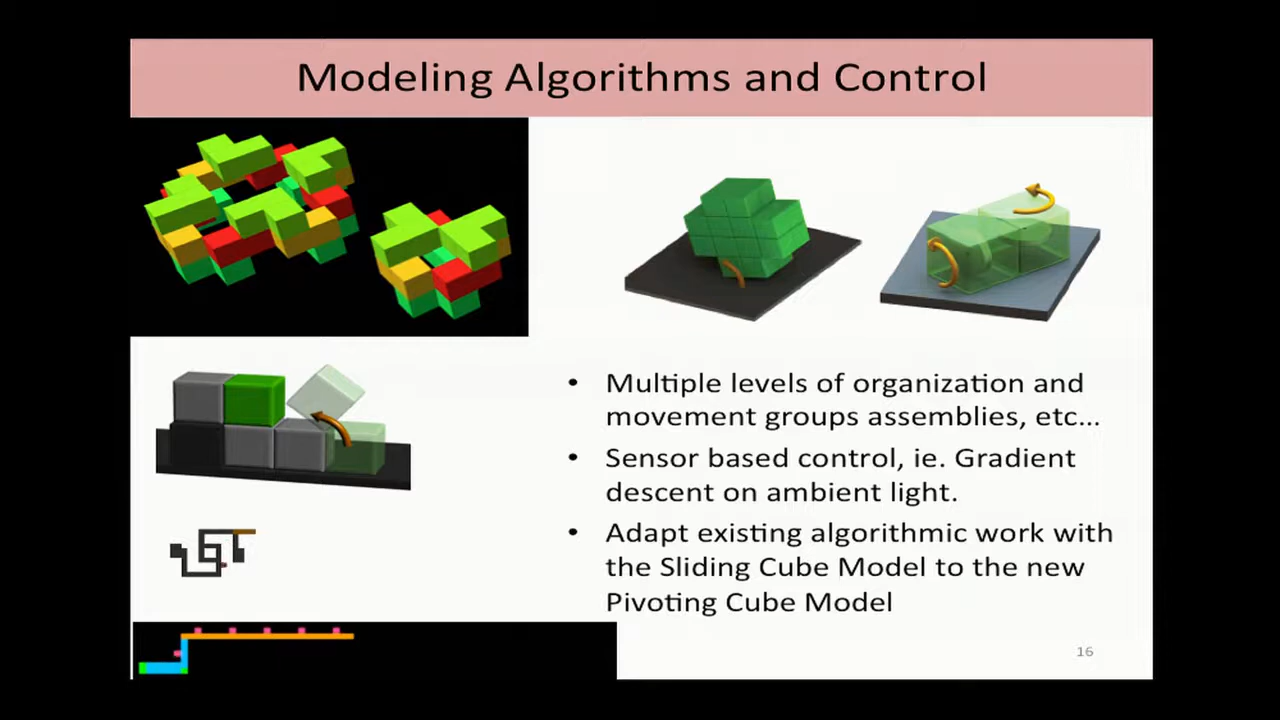 Modeling Algorithms and Control
• Multiple levels of organization and
movement groups assemblies, etc...
• Sensor based control, ie. Gradient
descent on ambient light.
• Adapt existing algorithmic work with
the Sliding Cube Model to the new
Pivoting Cube Model
16